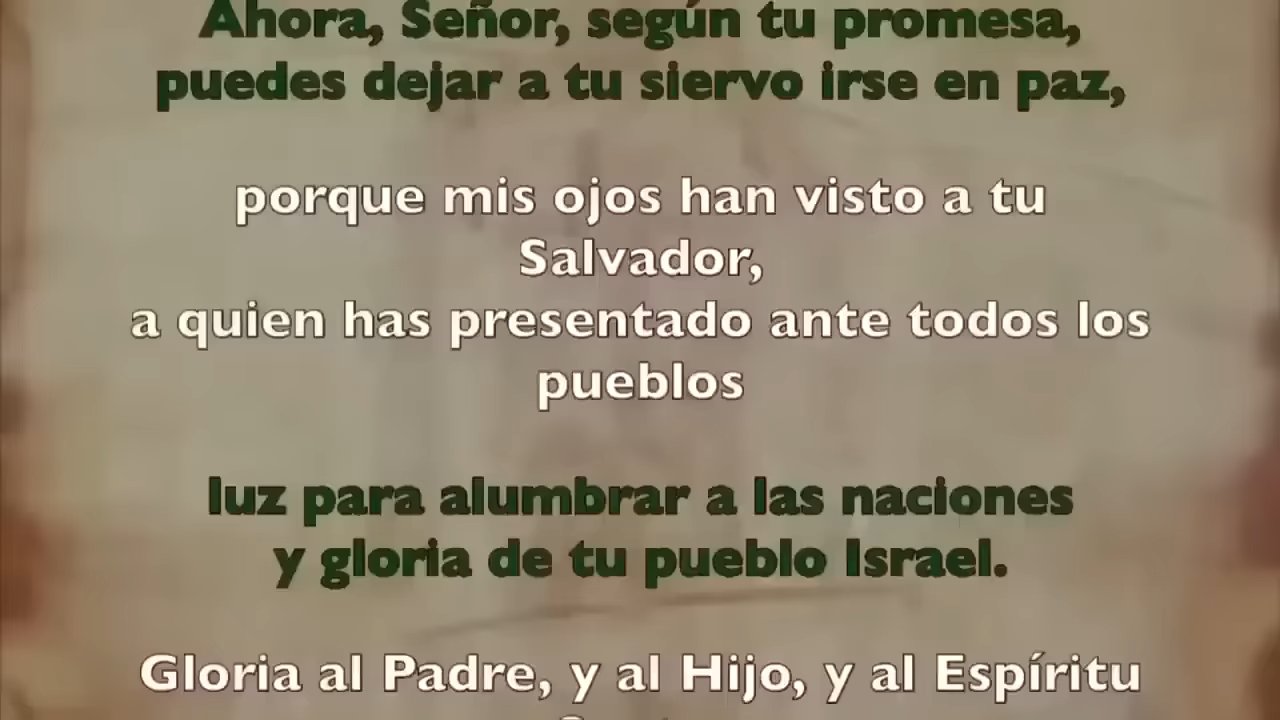 Ahora, Señor, según tu promesa,
puedes dejar a tu siervo irse en paz,
porque mis ojos han visto a tu
Salvador,
a quien has presentado ante todos los
pueblos
luz para alumbrar a las naciones
y gloria de tu pueblo Israel.
Gloria al Padre, y al Hijo, y al Espíritu